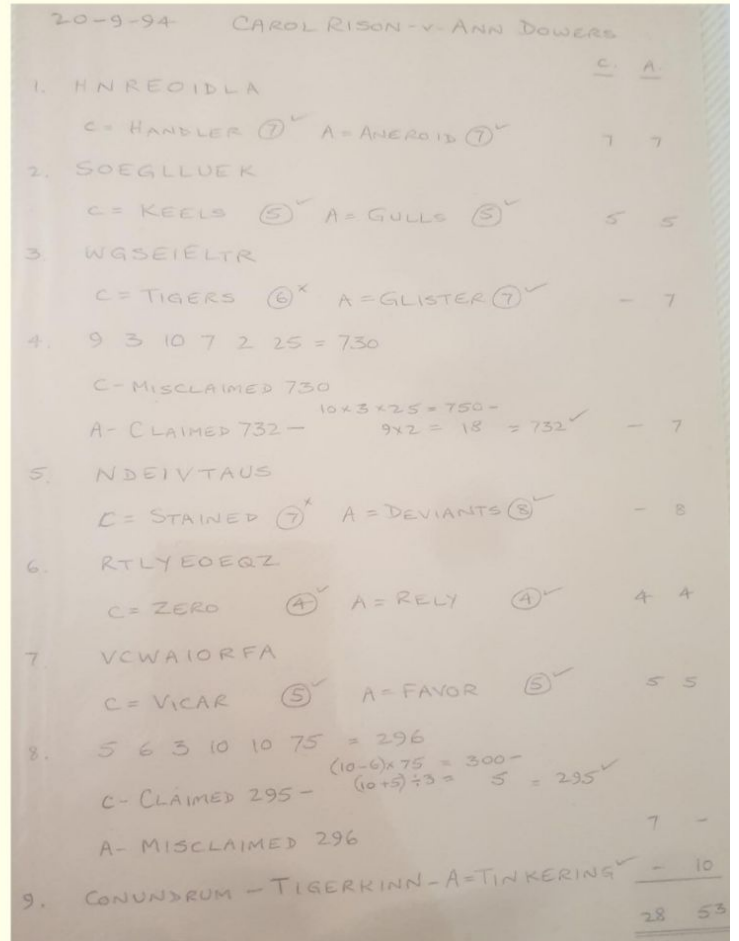 20-9-94 CAROL RISON-v-ANN DOWERS
C. A.
1. HNREOIDLA
C = HANDLER ⑦✓ A = ANEROID ⑦✓ 7 7
2. SOEGLLUEK
C = KEELS ⑤✓ A = GULLS ⑤✓ 5 5
3. WGSEIELTR
C = TIGERS ⑥× A = GLISTER ⑦✓ - 7
4. 9 3 10 7 2 25 = 730
C - MISCLAIMED 730
10 x 3 x 25 = 750 -
A - CLAIMED 732 - 9 x 2 = 18 = 732✓ - 7
5. NDEIVTAUS
C = STAINED ⑦× A = DEVIANTS ⑧✓ - 8
6. RTLYEOEQZ
C = ZERO ④✓ A = RELY ④✓ 4 4
7 VCWAIORFA
C = VICAR ⑤✓ A = FAVOR ⑤✓ 5 5
8. 5 6 3 10 10 75 = 296
(10-6) x 75 = 300 -
C - CLAIMED 295 - (10+5) ÷ 3 = 5 = 295✓
A - MISCLAIMED 296 7 -
9. CONUNDRUM - TIGERKINN - A = TINKERING✓ - 10
28 53